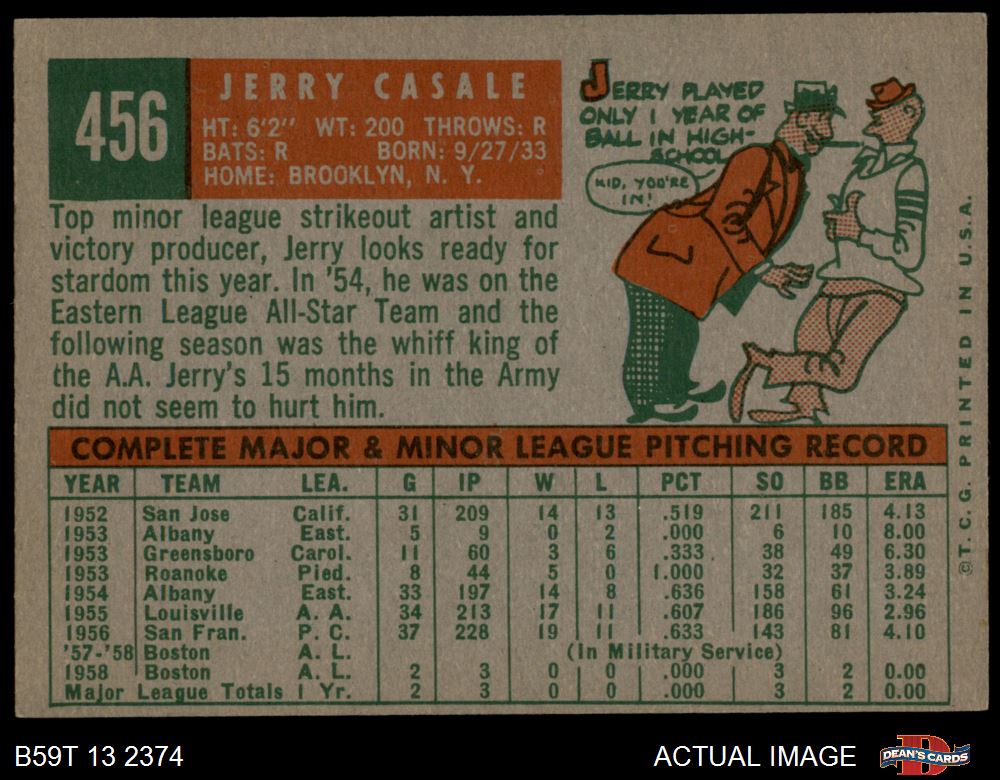 456
JERRY CASALE
HT: 6'2" WT: 200 THROWS: R
BATS: R BORN: 9/27/33
HOME: BROOKLYN, N. Y.
JERRY PLAYED
ONLY 1 YEAR OF
BALL IN HIGH-
SCHOOL
KID, YOU'RE
IN!
Top minor league strikeout artist and
victory producer, Jerry looks ready for
stardom this year. In '54, he was on the
Eastern League All-Star Team and the
following season was the whiff king of
the A.A. Jerry's 15 months in the Army
did not seem to hurt him.
COMPLETE MAJOR & MINOR LEAGUE PITCHING RECORD
YEAR TEAM LEA. G IP W L PCT SO BB ERA
1952 San Jose Calif. 31 209 14 13 .519 211 185 4.13
1953 Albany East. 5 9 0 2 .000 6 10 8.00
1953 Greensboro Carol. 11 60 3 6 .333 38 49 6.30
1953 Roanoke Pied. 8 44 5 0 1.000 32 37 3.89
1954 Albany East. 33 197 14 8 .636 158 61 3.24
1955 Louisville A. A. 34 213 17 11 .607 186 96 2.96
1956 San Fran. P. C. 37 228 19 11 .633 143 81 4.10
'57-'58 Boston A. L. (In Military Service)
1958 Boston A. L. 2 3 0 0 .000 3 2 0.00
Major League Totals 1 Yr. 2 3 0 0 .000 3 2 0.00
©T. C. G. PRINTED IN U.S.A.
B59T 13 2374
ACTUAL IMAGE
D
DEAN'S CARDS